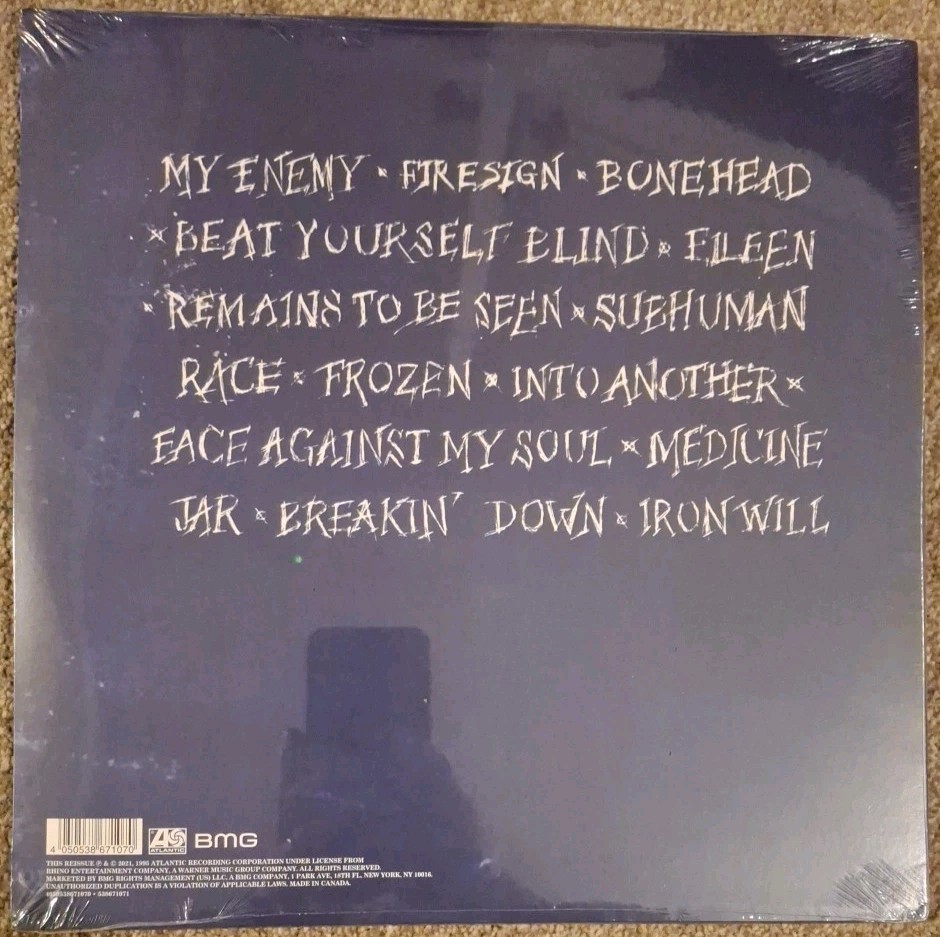 MY ENEMY × FIRESIGN × BONEHEAD
× BEAT YOURSELF BLIND × EILEEN
× REMAINS TO BE SEEN × SUBHUMAN
RACE × FROZEN × INTO ANOTHER ×
FACE AGAINST MY SOUL × MEDICINE
JAR × BREAKIN' DOWN × IRON WILL
4 050538 671070
ATLANTIC
BMG
THIS REISSUE ℗ & © 2021, 1995 ATLANTIC RECORDING CORPORATION UNDER LICENSE FROM
RHINO ENTERTAINMENT COMPANY, A WARNER MUSIC GROUP COMPANY. ALL RIGHTS RESERVED.
MARKETED BY BMG RIGHTS MANAGEMENT (US) LLC. A BMG COMPANY, 1 PARK AVE, 18TH FL, NEW YORK, NY 10016.
UNAUTHORIZED DUPLICATION IS A VIOLATION OF APPLICABLE LAWS. MADE IN CANADA.
4050538671070 • 538671071